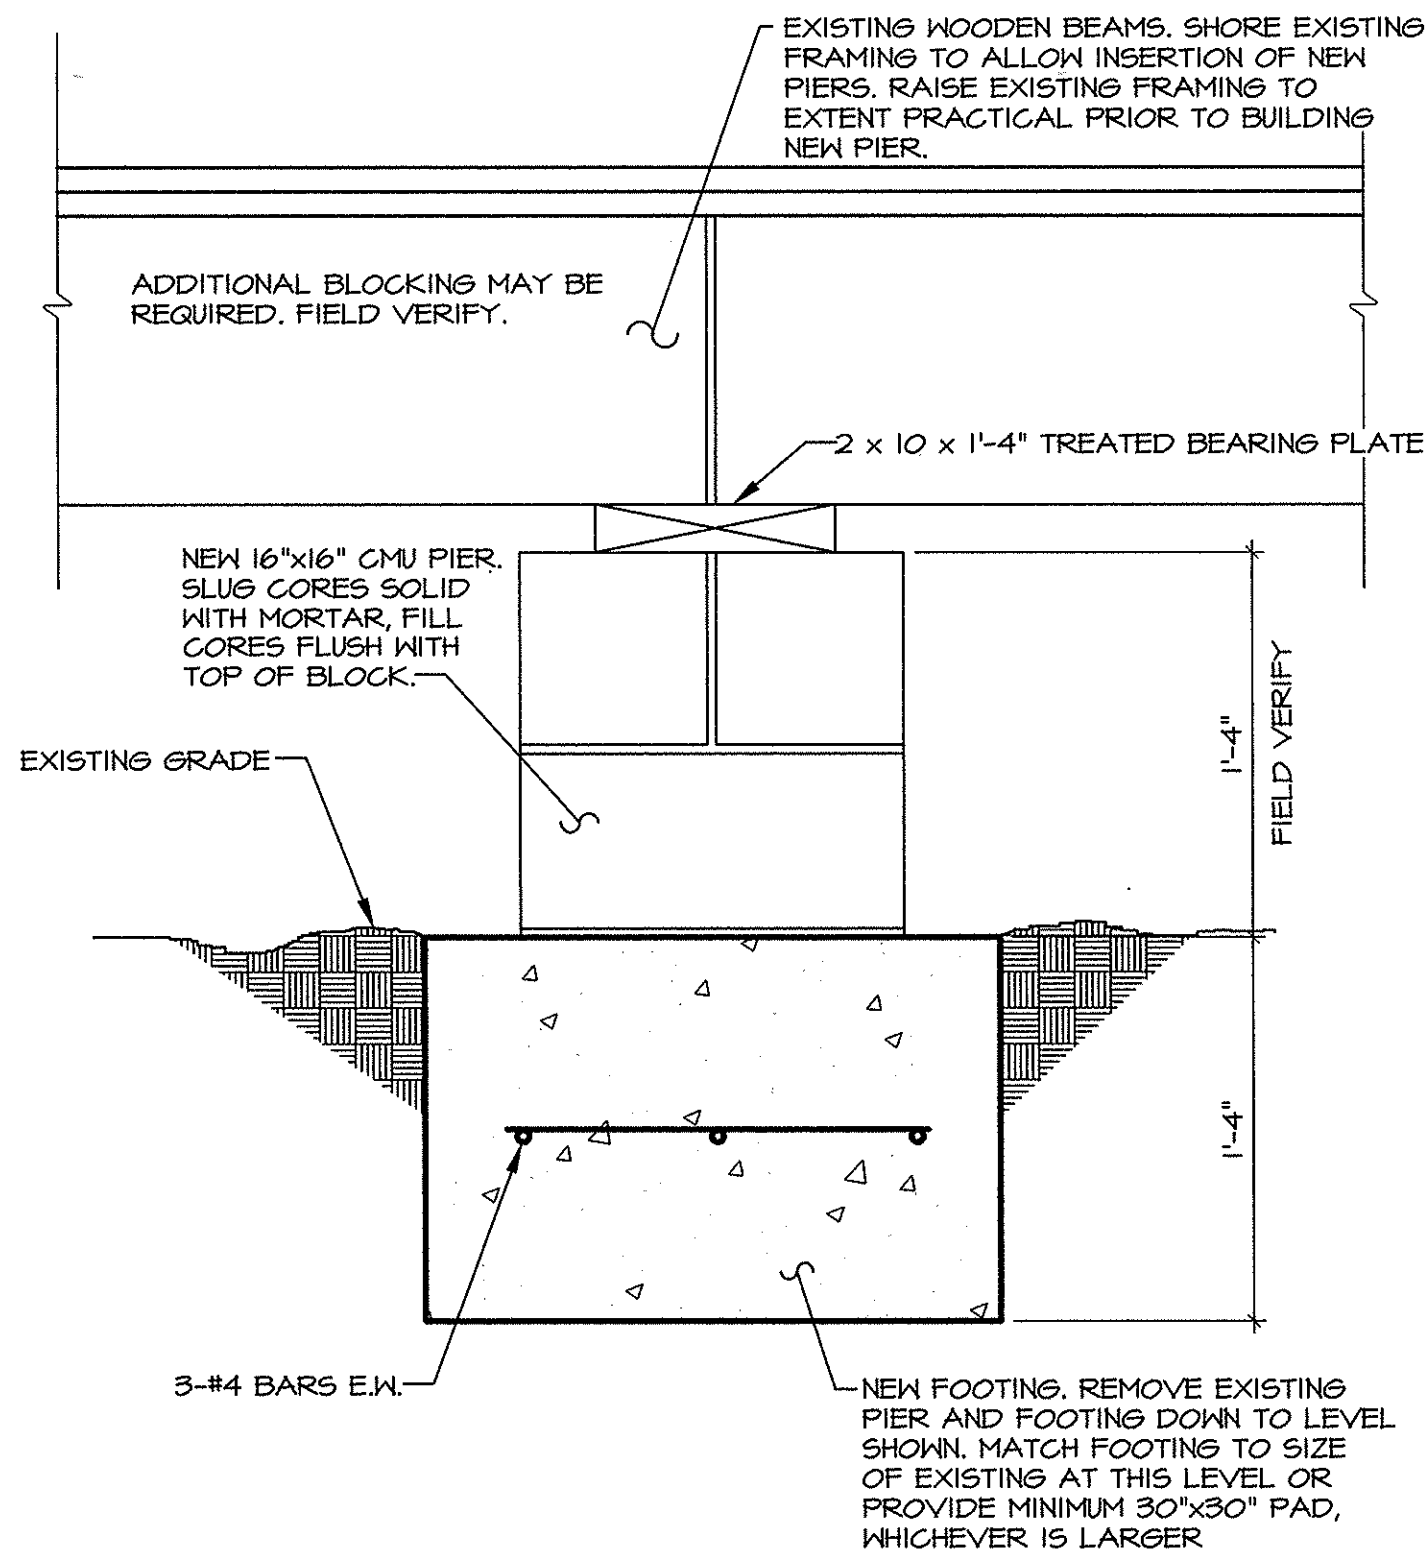 EXISTING WOODEN BEAMS. SHORE EXISTING
FRAMING TO ALLOW INSERTION OF NEW
PIERS. RAISE EXISTING FRAMING TO
EXTENT PRACTICAL PRIOR TO BUILDING
NEW PIER.
ADDITIONAL BLOCKING MAY BE
REQUIRED. FIELD VERIFY.
2 x 10 x 1'-4" TREATED BEARING PLATE
NEW 16"x16" CMU PIER.
SLUG CORES SOLID
WITH MORTAR, FILL
CORES FLUSH WITH
TOP OF BLOCK.
1'-4"
FIELD VERIFY
EXISTING GRADE
1'-4"
3-#4 BARS E.W.
NEW FOOTING. REMOVE EXISTING
PIER AND FOOTING DOWN TO LEVEL
SHOWN. MATCH FOOTING TO SIZE
OF EXISTING AT THIS LEVEL OR
PROVIDE MINIMUM 30"x30" PAD,
WHICHEVER IS LARGER